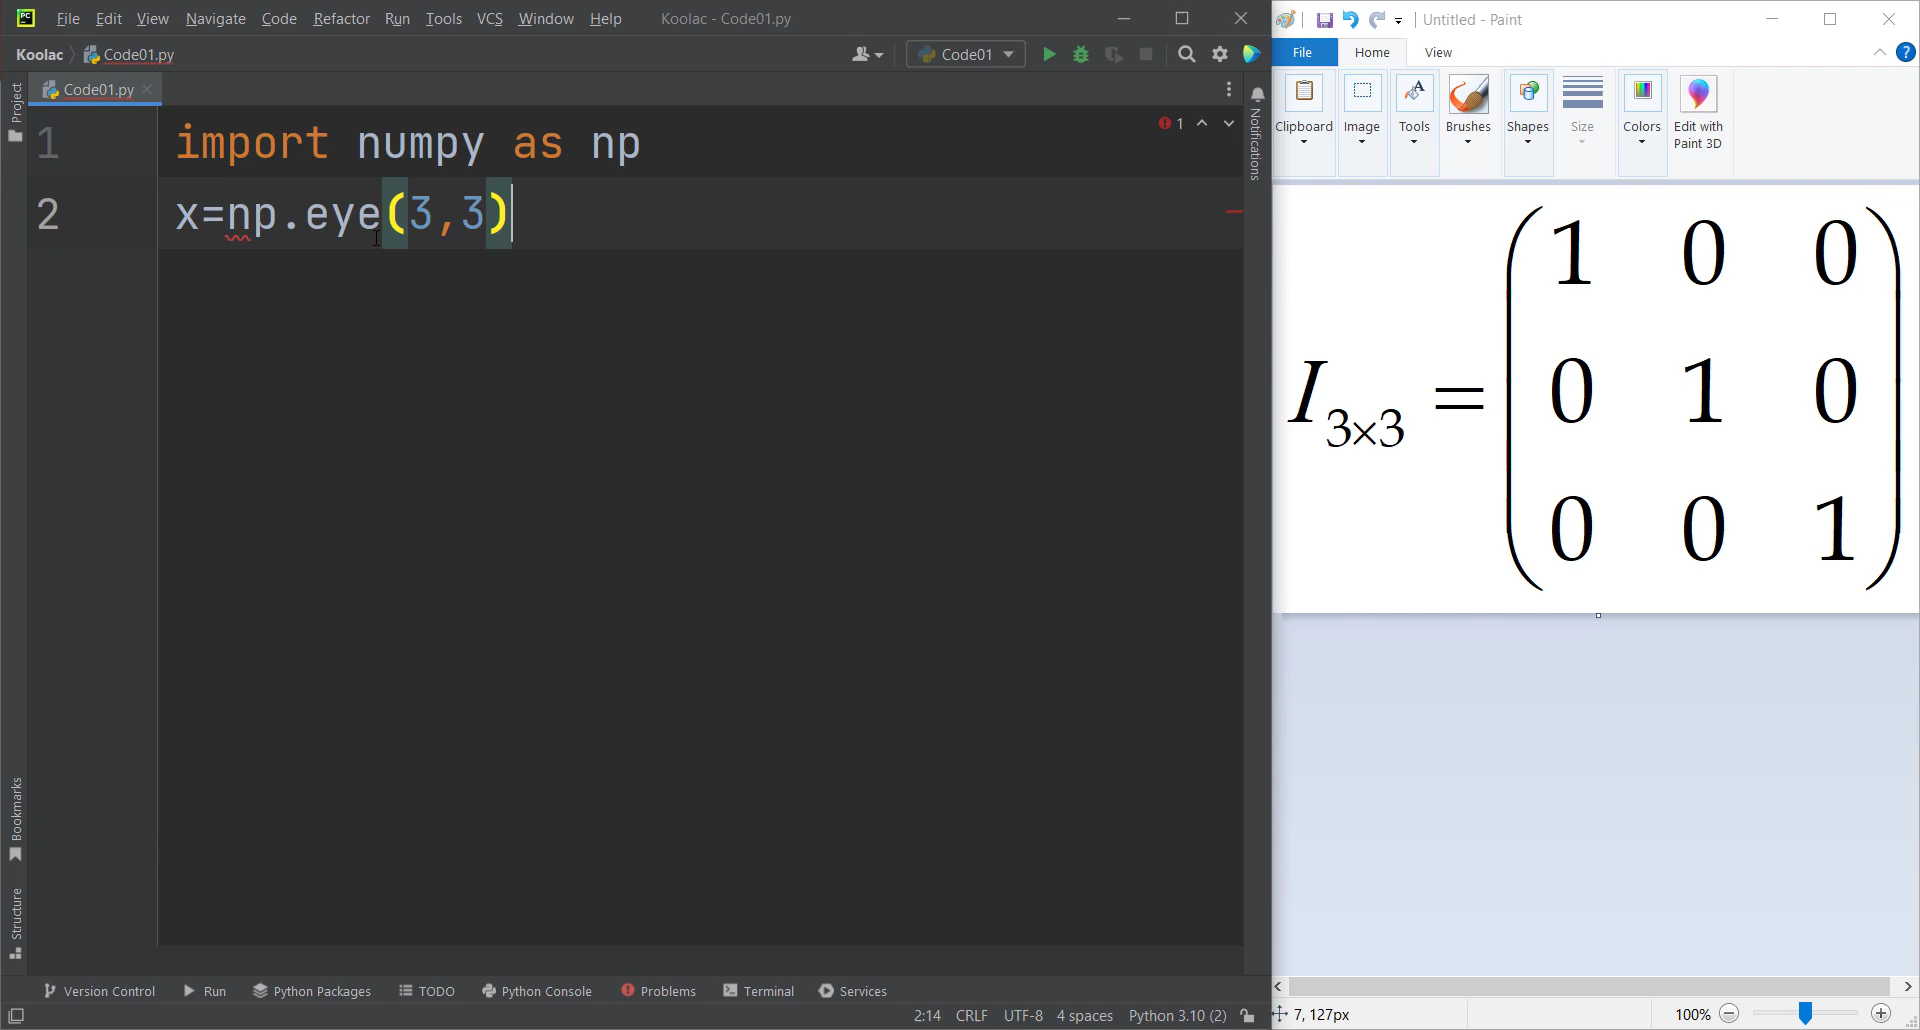 PC File Edit View Navigate Code Refactor Run Tools VCS Window Help Koolac - Code01.py
Koolac Code01.py Code01
Code01.py
Project
Notifications
1
1 import numpy as np
2 x=np.eye(3,3)
Bookmarks
Structure
Version Control Run Python Packages TODO Python Console Problems Terminal Services
2:14 CRLF UTF-8 4 spaces Python 3.10 (2)
Untitled - Paint
File Home View
Clipboard Image Tools Brushes Shapes Size Colors Edit with
Paint 3D
1 0 0
I3×3 = 0 1 0
0 0 1
7, 127px 100%